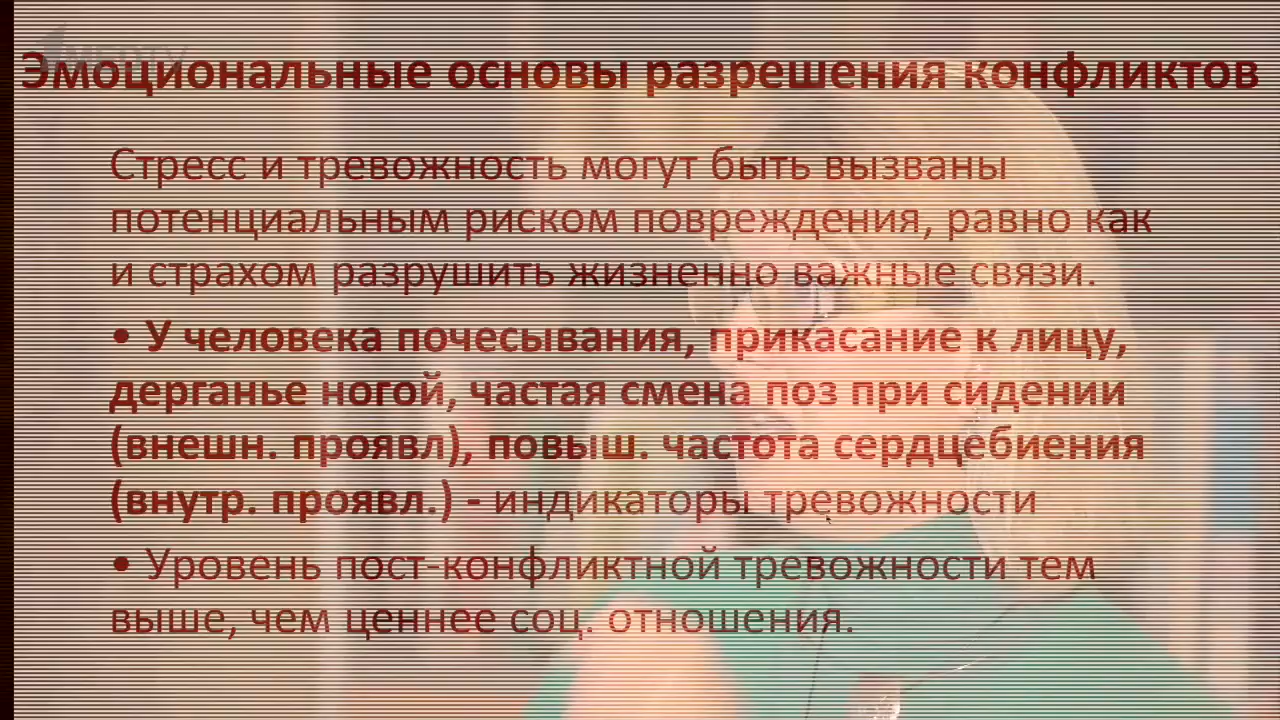 Эмоциональные основы разрешения конфликтов
Стресс и тревожность могут быть вызваны
потенциальным риском повреждения, равно как
и страхом разрушить жизненно важные связи.
• У человека почесывания, прикасание к лицу,
дерганье ногой, частая смена поз при сидении
(внешн. проявл), повыш. частота сердцебиения
(внутр. проявл.) - индикаторы тревожности
• Уровень пост-конфликтной тревожности тем
выше, чем ценнее соц. отношения.